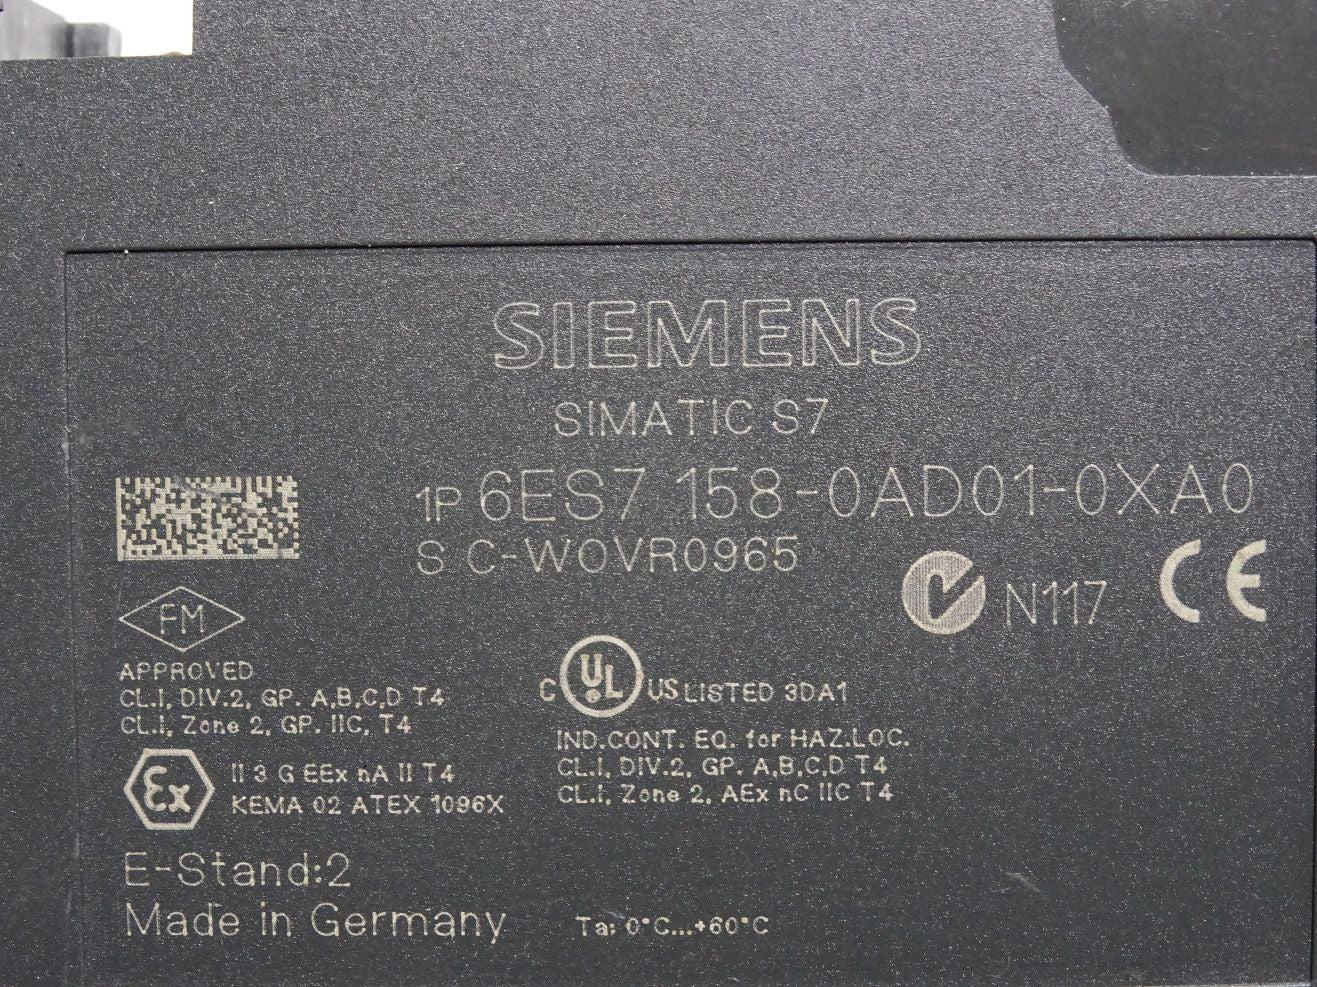 SIEMENS
SIMATIC S7
1P 6ES7 158-0AD01-0XA0
S C-W0VR0965
N117 CE
FM
APPROVED
CL.I, DIV.2, GP. A,B,C,D T4
CL.I, Zone 2, GP. IIC, T4
C UL US LISTED 3DA1
IND.CONT. EQ. for HAZ.LOC.
CL.I, DIV.2, GP. A,B,C,D T4
CL.I, Zone 2, AEx nC IIC T4
Ex II 3 G EEx nA II T4
KEMA 02 ATEX 1096X
E-Stand:2
Made in Germany
Ta: 0°C...+60°C